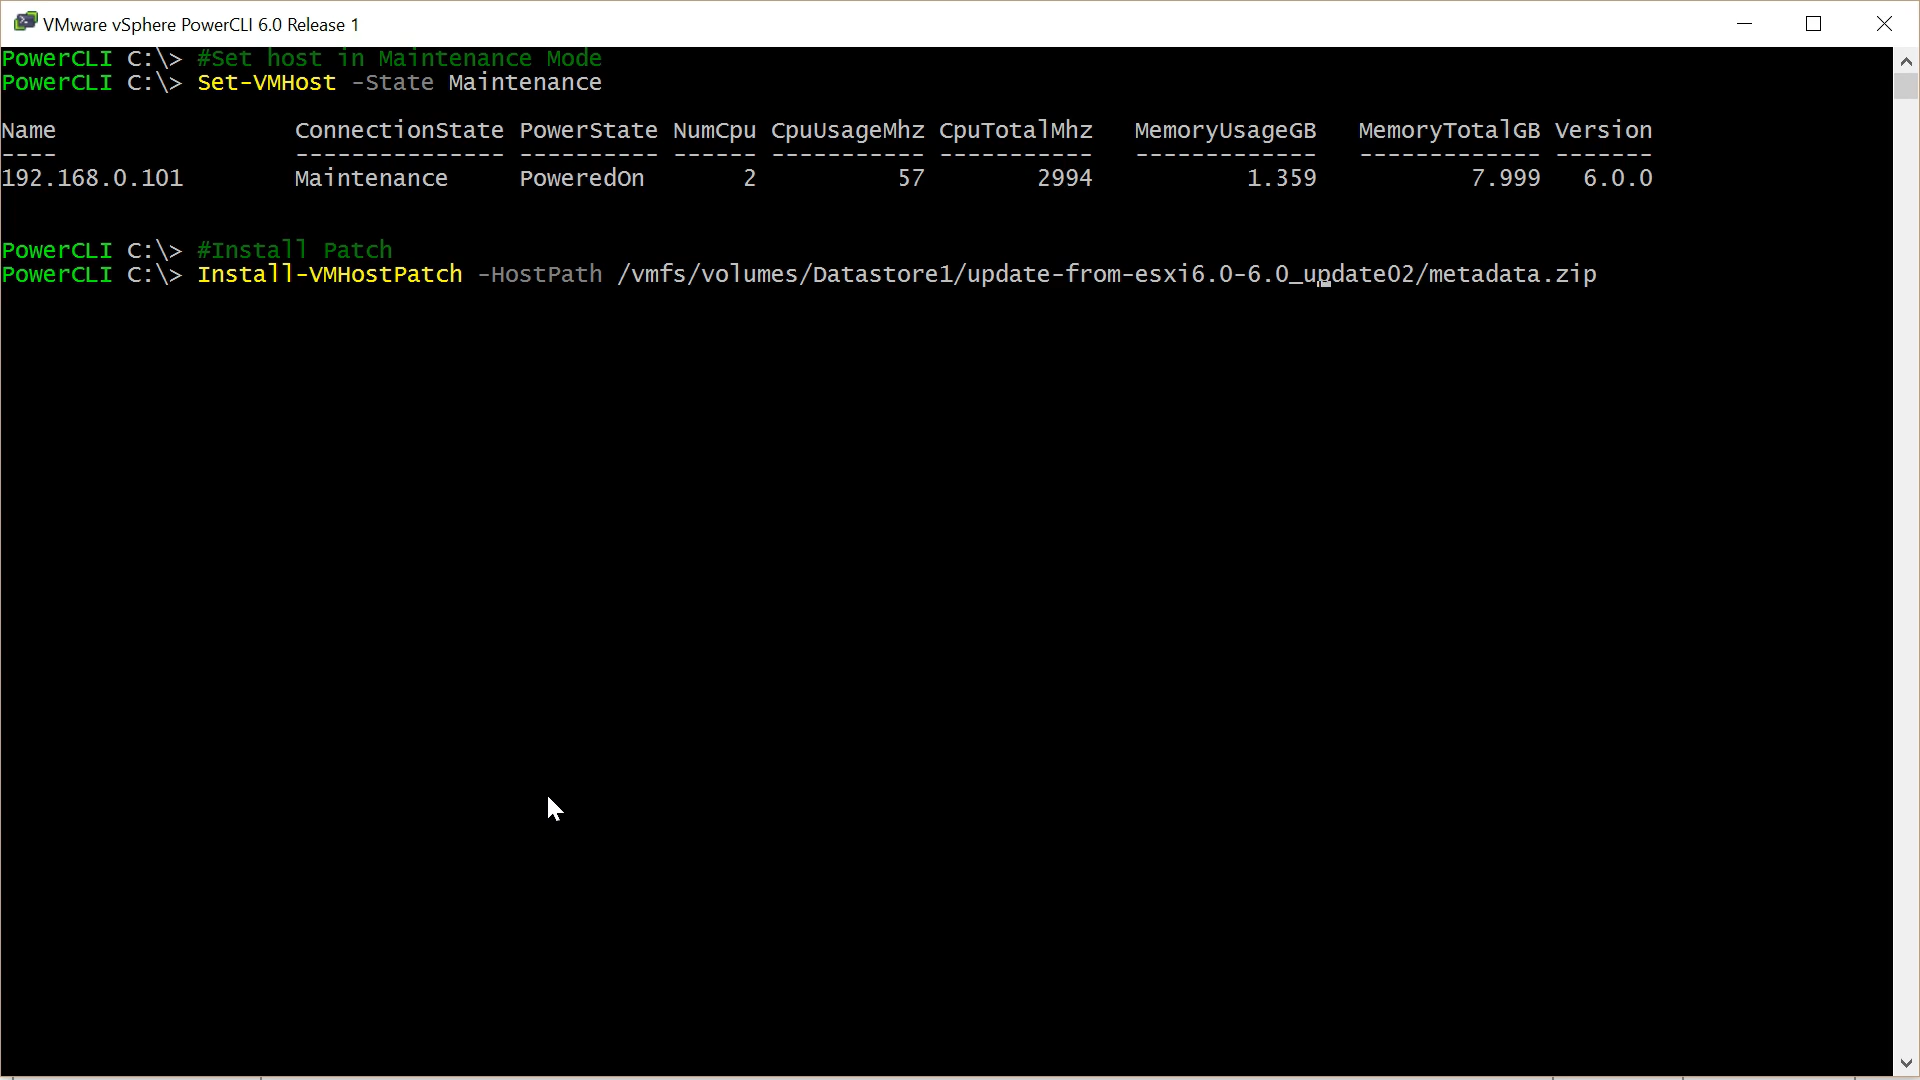 VMware vSphere PowerCLI 6.0 Release 1
PowerCLI C:\> #Set host in Maintenance Mode
PowerCLI C:\> Set-VMHost -State Maintenance
Name ConnectionState PowerState NumCpu CpuUsageMhz CpuTotalMhz MemoryUsageGB MemoryTotalGB Version
---- --------------- ---------- ------ ----------- ----------- ------------- ------------- -------
192.168.0.101 Maintenance PoweredOn 2 57 2994 1.359 7.999 6.0.0
PowerCLI C:\> #Install Patch
PowerCLI C:\> Install-VMHostPatch -HostPath /vmfs/volumes/Datastore1/update-from-esxi6.0-6.0_update02/metadata.zip